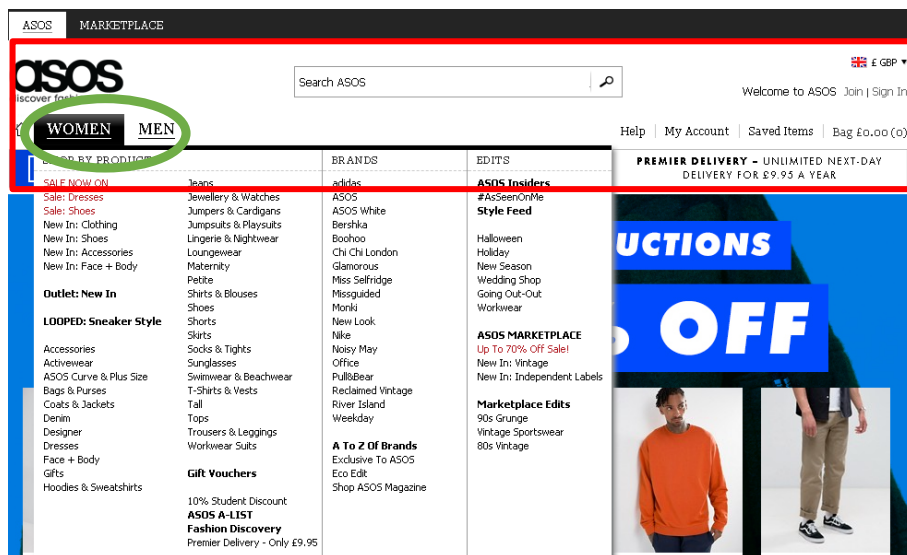 ASOS MARKETPLACE
asos
discover fashion
Search ASOS
£ GBP
Welcome to ASOS Join | Sign In
WOMEN MEN
Help | My Account | Saved Items | Bag £0.00 (0)
SHOP BY PRODUCT
SALE NOW ON
Sale: Dresses
Sale: Shoes
New In: Clothing
New In: Shoes
New In: Accessories
New In: Face + Body
Outlet: New In
LOOPED: Sneaker Style
Accessories
Activewear
ASOS Curve & Plus Size
Bags & Purses
Coats & Jackets
Denim
Designer
Dresses
Face + Body
Gifts
Hoodies & Sweatshirts
Jeans
Jewellery & Watches
Jumpers & Cardigans
Jumpsuits & Playsuits
Lingerie & Nightwear
Loungewear
Maternity
Petite
Shirts & Blouses
Shoes
Shorts
Skirts
Socks & Tights
Sunglasses
Swimwear & Beachwear
T-Shirts & Vests
Tall
Tops
Trousers & Leggings
Workwear Suits
Gift Vouchers
10% Student Discount
ASOS A-LIST
Fashion Discovery
Premier Delivery - Only £9.95
BRANDS
adidas
ASOS
ASOS White
Bershka
Boohoo
Chi Chi London
Glamorous
Miss Selfridge
Missguided
Monki
New Look
Nike
Noisy May
Office
Pull&Bear
Reclaimed Vintage
River Island
Weekday
A To Z Of Brands
Exclusive To ASOS
Eco Edit
Shop ASOS Magazine
EDITS
ASOS Insiders
#AsSeenOnMe
Style Feed
Halloween
Holiday
New Season
Wedding Shop
Going Out-Out
Workwear
ASOS MARKETPLACE
Up To 70% Off Sale!
New In: Vintage
New In: Independent Labels
Marketplace Edits
90s Grunge
Vintage Sportswear
80s Vintage
PREMIER DELIVERY – UNLIMITED NEXT-DAY
DELIVERY FOR £9.95 A YEAR
UCTIONS
% OFF